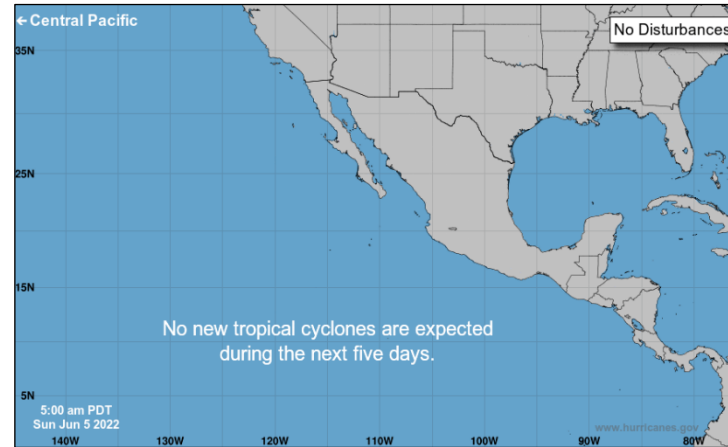 ← Central Pacific
No Disturbances
35N
25N
15N
No new tropical cyclones are expected
during the next five days.
5N
5:00 am PDT
Sun Jun 5 2022
www.hurricanes.gov
140W 130W 120W 110W 100W 90W 80W